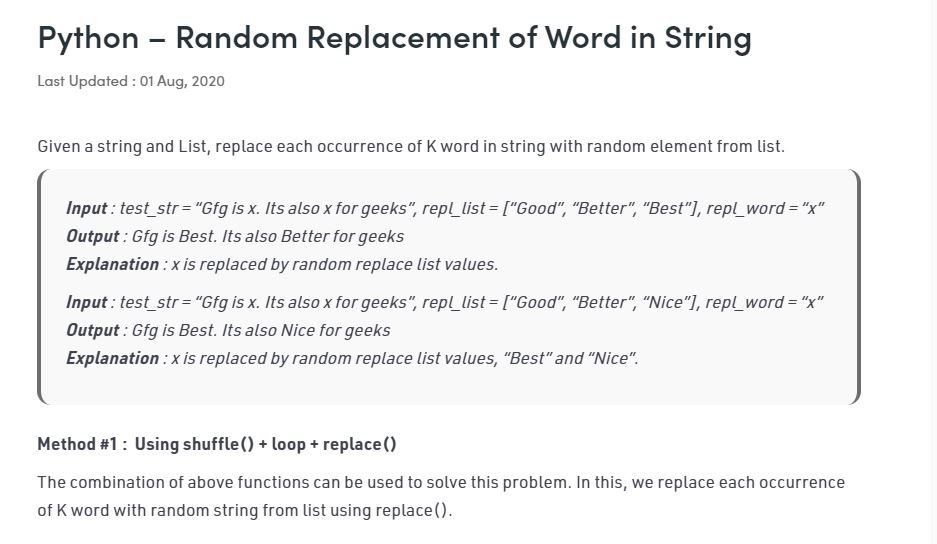 Python – Random Replacement of Word in String
Last Updated : 01 Aug, 2020
Given a string and List, replace each occurrence of K word in string with random element from list.
Input : test_str = “Gfg is x. Its also x for geeks”, repl_list = [“Good”, “Better”, “Best”], repl_word = “x”
Output : Gfg is Best. Its also Better for geeks
Explanation : x is replaced by random replace list values.
Input : test_str = “Gfg is x. Its also x for geeks”, repl_list = [“Good”, “Better”, “Nice”], repl_word = “x”
Output : Gfg is Best. Its also Nice for geeks
Explanation : x is replaced by random replace list values, “Best” and “Nice”.
Method #1 : Using shuffle() + loop + replace()
The combination of above functions can be used to solve this problem. In this, we replace each occurrence
of K word with random string from list using replace().